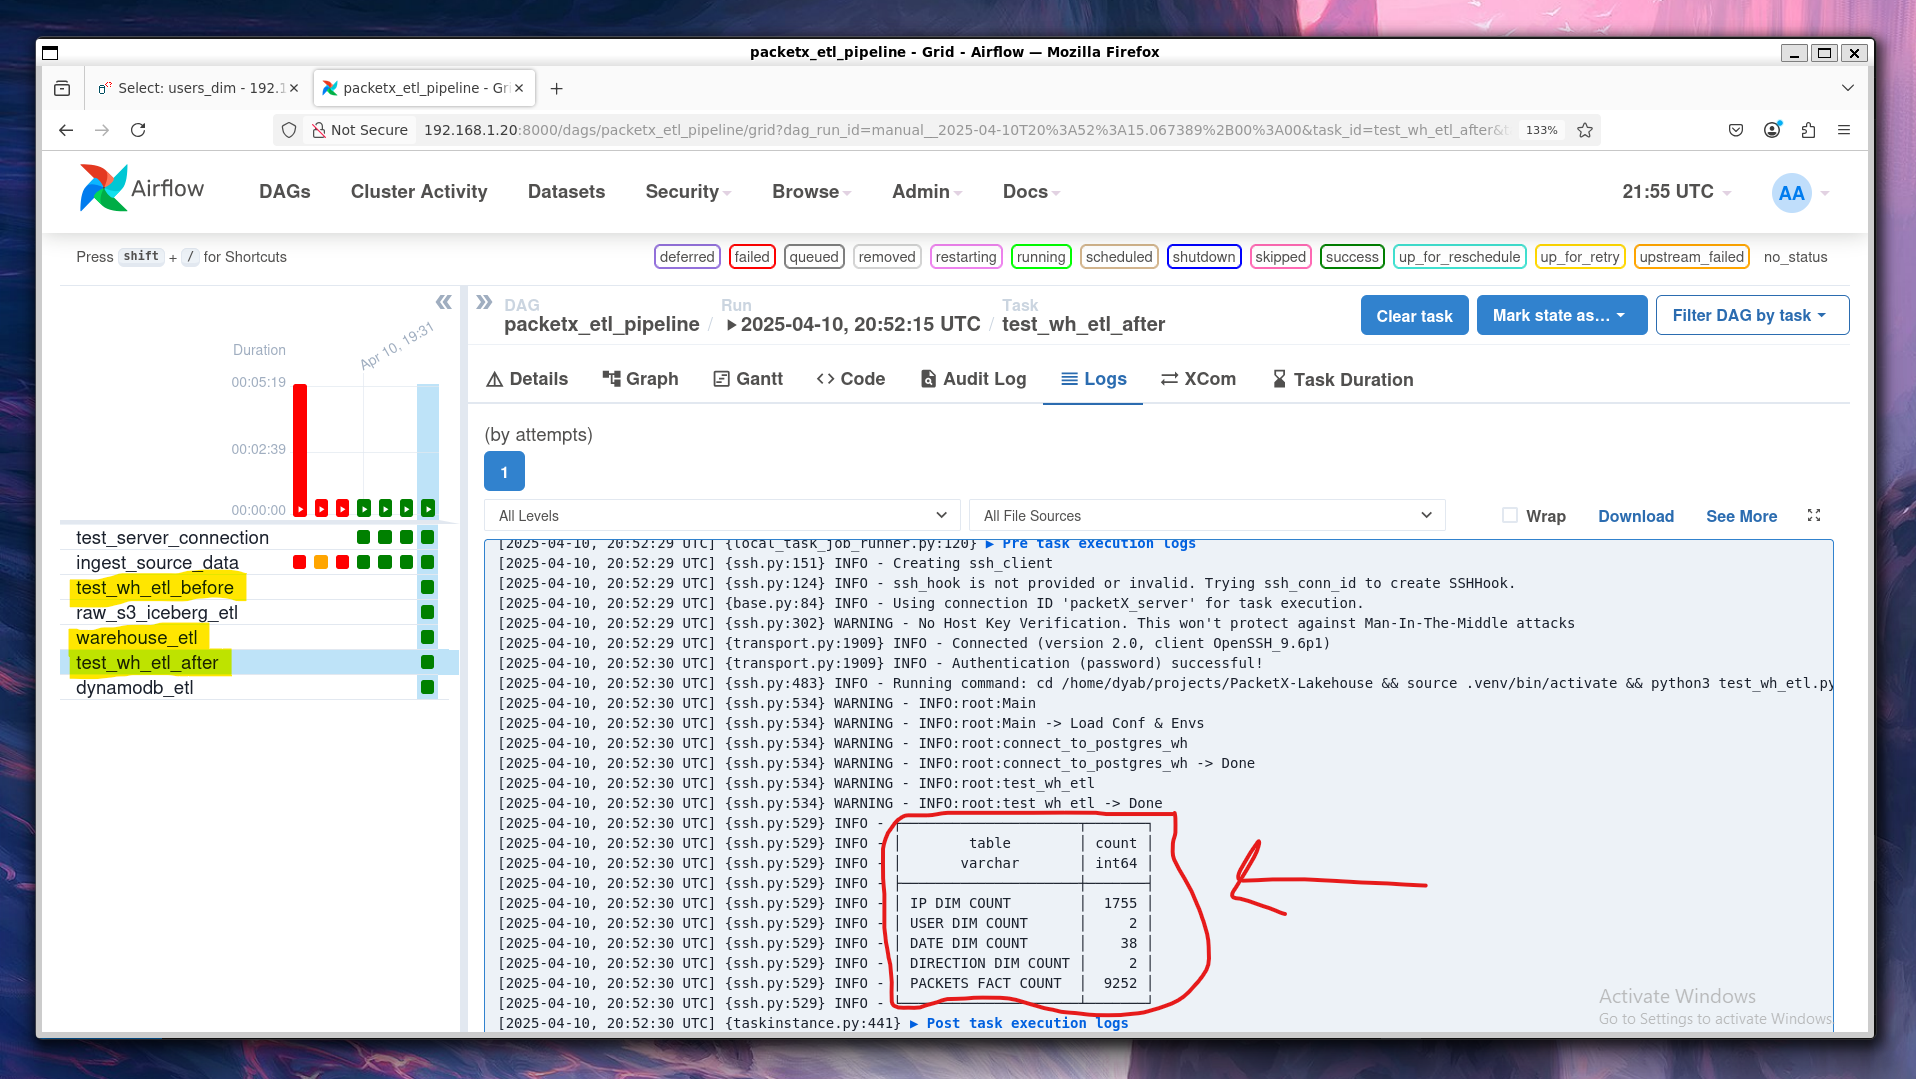 packetx_etl_pipeline - Grid - Airflow — Mozilla Firefox
Select: users_dim - 192.1
packetx_etl_pipeline - Gri
Not Secure
192.168.1.20:8000/dags/packetx_etl_pipeline/grid?dag_run_id=manual__2025-04-10T20%3A52%3A15.067389%2B00%3A00&task_id=test_wh_etl_after&t
133%
Airflow
DAGs
Cluster Activity
Datasets
Security
Browse
Admin
Docs
21:55 UTC
AA
Press shift + / for Shortcuts
deferred
failed
queued
removed
restarting
running
scheduled
shutdown
skipped
success
up_for_reschedule
up_for_retry
upstream_failed
no_status
Duration
Apr 10, 19:31
00:05:19
00:02:39
00:00:00
test_server_connection
ingest_source_data
test_wh_etl_before
raw_s3_iceberg_etl
warehouse_etl
test_wh_etl_after
dynamodb_etl
DAG
packetx_etl_pipeline
/
Run
2025-04-10, 20:52:15 UTC
/
Task
test_wh_etl_after
Clear task
Mark state as…
Filter DAG by task
Details
Graph
Gantt
Code
Audit Log
Logs
XCom
Task Duration
(by attempts)
1
All Levels
All File Sources
Wrap
Download
See More
[2025-04-10, 20:52:29 UTC] {local_task_job_runner.py:120} ▶ Pre task execution logs
[2025-04-10, 20:52:29 UTC] {ssh.py:151} INFO - Creating ssh_client
[2025-04-10, 20:52:29 UTC] {ssh.py:124} INFO - ssh_hook is not provided or invalid. Trying ssh_conn_id to create SSHHook.
[2025-04-10, 20:52:29 UTC] {base.py:84} INFO - Using connection ID 'packetX_server' for task execution.
[2025-04-10, 20:52:29 UTC] {ssh.py:302} WARNING - No Host Key Verification. This won't protect against Man-In-The-Middle attacks
[2025-04-10, 20:52:29 UTC] {transport.py:1909} INFO - Connected (version 2.0, client OpenSSH_9.6p1)
[2025-04-10, 20:52:30 UTC] {transport.py:1909} INFO - Authentication (password) successful!
[2025-04-10, 20:52:30 UTC] {ssh.py:483} INFO - Running command: cd /home/dyab/projects/PacketX-Lakehouse && source .venv/bin/activate && python3 test_wh_etl.py
[2025-04-10, 20:52:30 UTC] {ssh.py:534} WARNING - INFO:root:Main
[2025-04-10, 20:52:30 UTC] {ssh.py:534} WARNING - INFO:root:Main -> Load Conf & Envs
[2025-04-10, 20:52:30 UTC] {ssh.py:534} WARNING - INFO:root:connect_to_postgres_wh
[2025-04-10, 20:52:30 UTC] {ssh.py:534} WARNING - INFO:root:connect_to_postgres_wh -> Done
[2025-04-10, 20:52:30 UTC] {ssh.py:534} WARNING - INFO:root:test_wh_etl
[2025-04-10, 20:52:30 UTC] {ssh.py:534} WARNING - INFO:root:test_wh_etl -> Done
[2025-04-10, 20:52:30 UTC] {ssh.py:529} INFO -
[2025-04-10, 20:52:30 UTC] {ssh.py:529} INFO - │ table │ count │
[2025-04-10, 20:52:30 UTC] {ssh.py:529} INFO - │ varchar │ int64 │
[2025-04-10, 20:52:30 UTC] {ssh.py:529} INFO -
[2025-04-10, 20:52:30 UTC] {ssh.py:529} INFO - │ IP DIM COUNT │ 1755 │
[2025-04-10, 20:52:30 UTC] {ssh.py:529} INFO - │ USER DIM COUNT │ 2 │
[2025-04-10, 20:52:30 UTC] {ssh.py:529} INFO - │ DATE DIM COUNT │ 38 │
[2025-04-10, 20:52:30 UTC] {ssh.py:529} INFO - │ DIRECTION DIM COUNT │ 2 │
[2025-04-10, 20:52:30 UTC] {ssh.py:529} INFO - │ PACKETS FACT COUNT │ 9252 │
[2025-04-10, 20:52:30 UTC] {ssh.py:529} INFO -
[2025-04-10, 20:52:30 UTC] {taskinstance.py:441} ▶ Post task execution logs
Activate Windows
Go to Settings to activate Windows